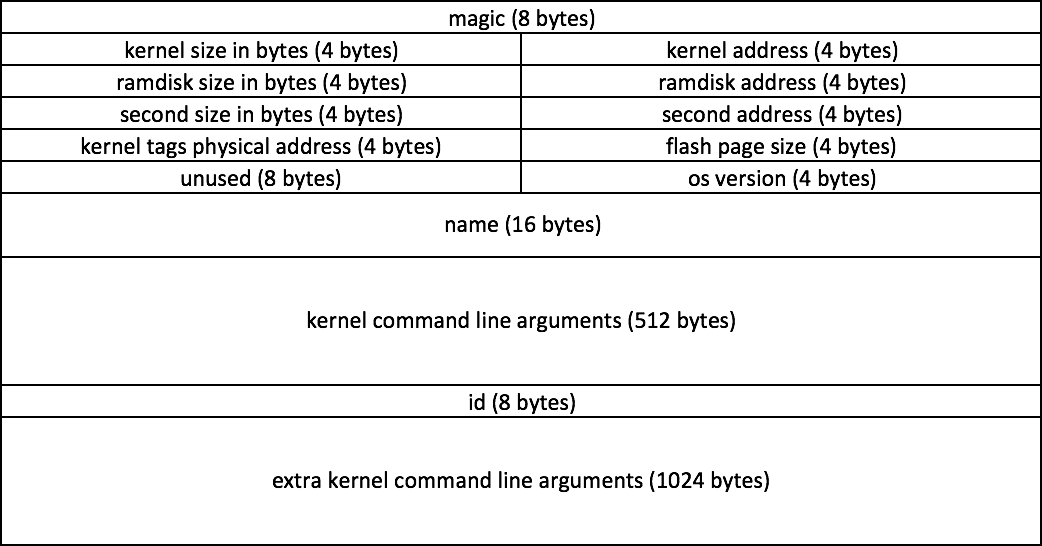 magic (8 bytes)
kernel size in bytes (4 bytes)
kernel address (4 bytes)
ramdisk size in bytes (4 bytes)
ramdisk address (4 bytes)
second size in bytes (4 bytes)
second address (4 bytes)
kernel tags physical address (4 bytes)
flash page size (4 bytes)
unused (8 bytes)
os version (4 bytes)
name (16 bytes)
kernel command line arguments (512 bytes)
id (8 bytes)
extra kernel command line arguments (1024 bytes)